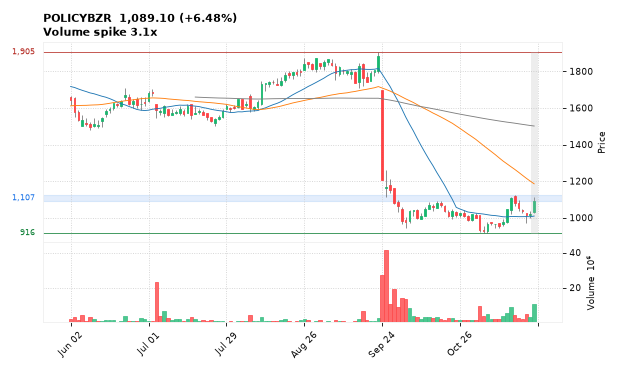 POLICYBZR 1,089.10 (+6.48%)
Volume spike 3.1x
1,905
1,107
916
1800
1600
1400
1200
1000
Price
40
20
Volume 10⁶
Jun 02
Jul 01
Jul 29
Aug 26
Sep 24
Oct 26